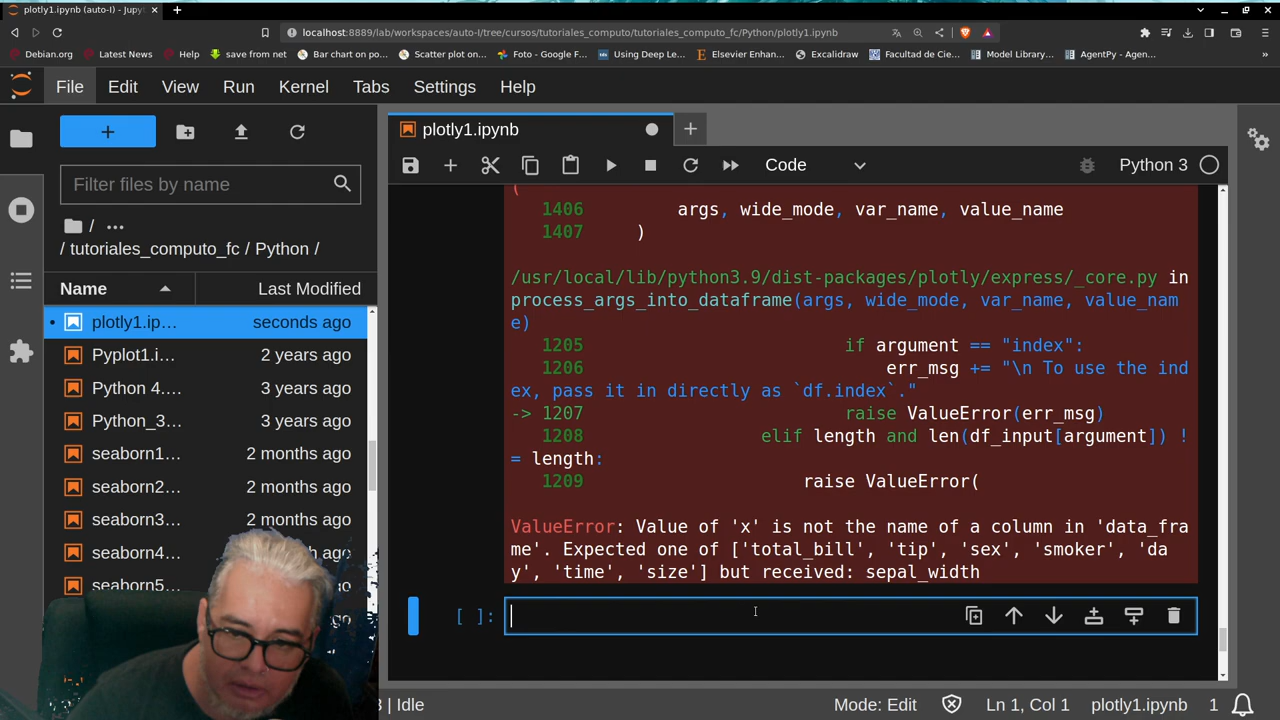 plotly1.ipynb (auto-I) - Jupyt
localhost:8889/lab/workspaces/auto-I/tree/cursos/tutoriales_computo/tutoriales_computo_fc/Python/plotly1.ipynb
Debian.org Latest News Help save from net Bar chart on po... Scatter plot on... Foto - Google F... Using Deep Le... Elsevier Enhan... Excalidraw Facultad de Cie... Model Library... AgentPy - Agen...
File Edit View Run Kernel Tabs Settings Help
plotly1.ipynb
Code
Python 3
Filter files by name
/ ...
/ tutoriales_computo_fc / Python /
Name Last Modified
plotly1.ip... seconds ago
Pyplot1.i... 2 years ago
Python 4.... 3 years ago
Python_3... 3 years ago
seaborn1... 2 months ago
seaborn2... 2 months ago
seaborn3... 2 months ago
seaborn4...
seaborn5...
(
1406 args, wide_mode, var_name, value_name
1407 )
/usr/local/lib/python3.9/dist-packages/plotly/express/_core.py in
process_args_into_dataframe(args, wide_mode, var_name, value_nam
e)
1205 if argument == "index":
1206 err_msg += "\n To use the ind
ex, pass it in directly as `df.index`."
-> 1207 raise ValueError(err_msg)
1208 elif length and len(df_input[argument]) !
= length:
1209 raise ValueError(
ValueError: Value of 'x' is not the name of a column in 'data_fra
me'. Expected one of ['total_bill', 'tip', 'sex', 'smoker', 'da
y', 'time', 'size'] but received: sepal_width
[ ]:
| Idle Mode: Edit Ln 1, Col 1 plotly1.ipynb 1